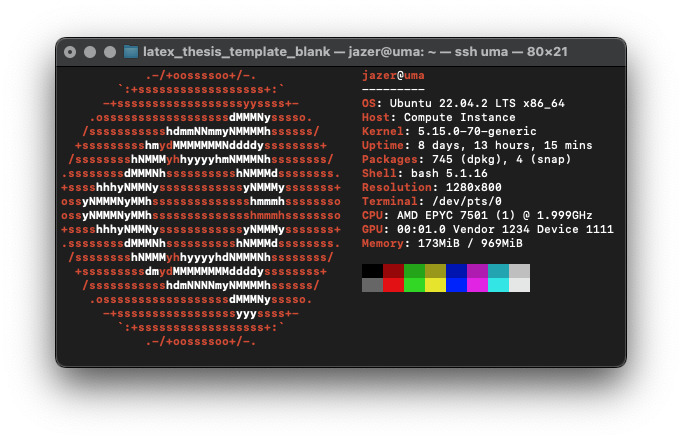 latex_thesis_template_blank — jazer@uma: ~ — ssh uma — 80×21
.-/+oossssoo+/-. jazer@uma
`:+ssssssssssssssssss+:` ---------
-+ssssssssssssssssssyyssss+- OS: Ubuntu 22.04.2 LTS x86_64
.ossssssssssssssssssdMMMNysssso. Host: Compute Instance
/ssssssssssshdmmNNmmyNMMMMhssssss/ Kernel: 5.15.0-70-generic
+ssssssssshmydMMMMMMMNddddyssssssss+ Uptime: 8 days, 13 hours, 15 mins
/sssssssshNMMMyhhyyyyhmNMMMNhssssssss/ Packages: 745 (dpkg), 4 (snap)
.ssssssssdMMMNhsssssssssshNMMMdssssssss. Shell: bash 5.1.16
+sssshhhyNMMNyssssssssssssyNMMMysssssss+ Resolution: 1280x800
ossyNMMMNyMMhsssssssssssssshmmmhssssssso Terminal: /dev/pts/0
ossyNMMMNyMMhsssssssssssssshmmmhssssssso CPU: AMD EPYC 7501 (1) @ 1.999GHz
+sssshhhyNMMNyssssssssssssyNMMMysssssss+ GPU: 00:01.0 Vendor 1234 Device 1111
.ssssssssdMMMNhsssssssssshNMMMdssssssss. Memory: 173MiB / 969MiB
/sssssssshNMMMyhhyyyyhdNMMMNhssssssss/
+sssssssssdmydMMMMMMMMddddyssssssss+
/ssssssssssshdmNNNNmyNMMMMhssssss/
.ossssssssssssssssssdMMMNysssso.
-+sssssssssssssssssyyyssss+-
`:+ssssssssssssssssss+:`
.-/+oossssoo+/-.